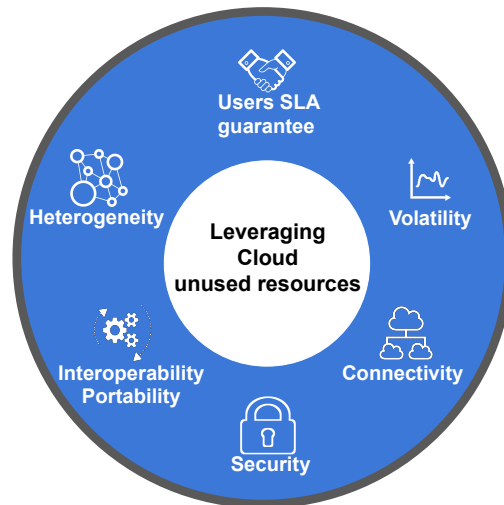 Users SLA
guarantee
Heterogeneity
Volatility
Leveraging
Cloud
unused resources
Interoperability
Portability
Connectivity
Security